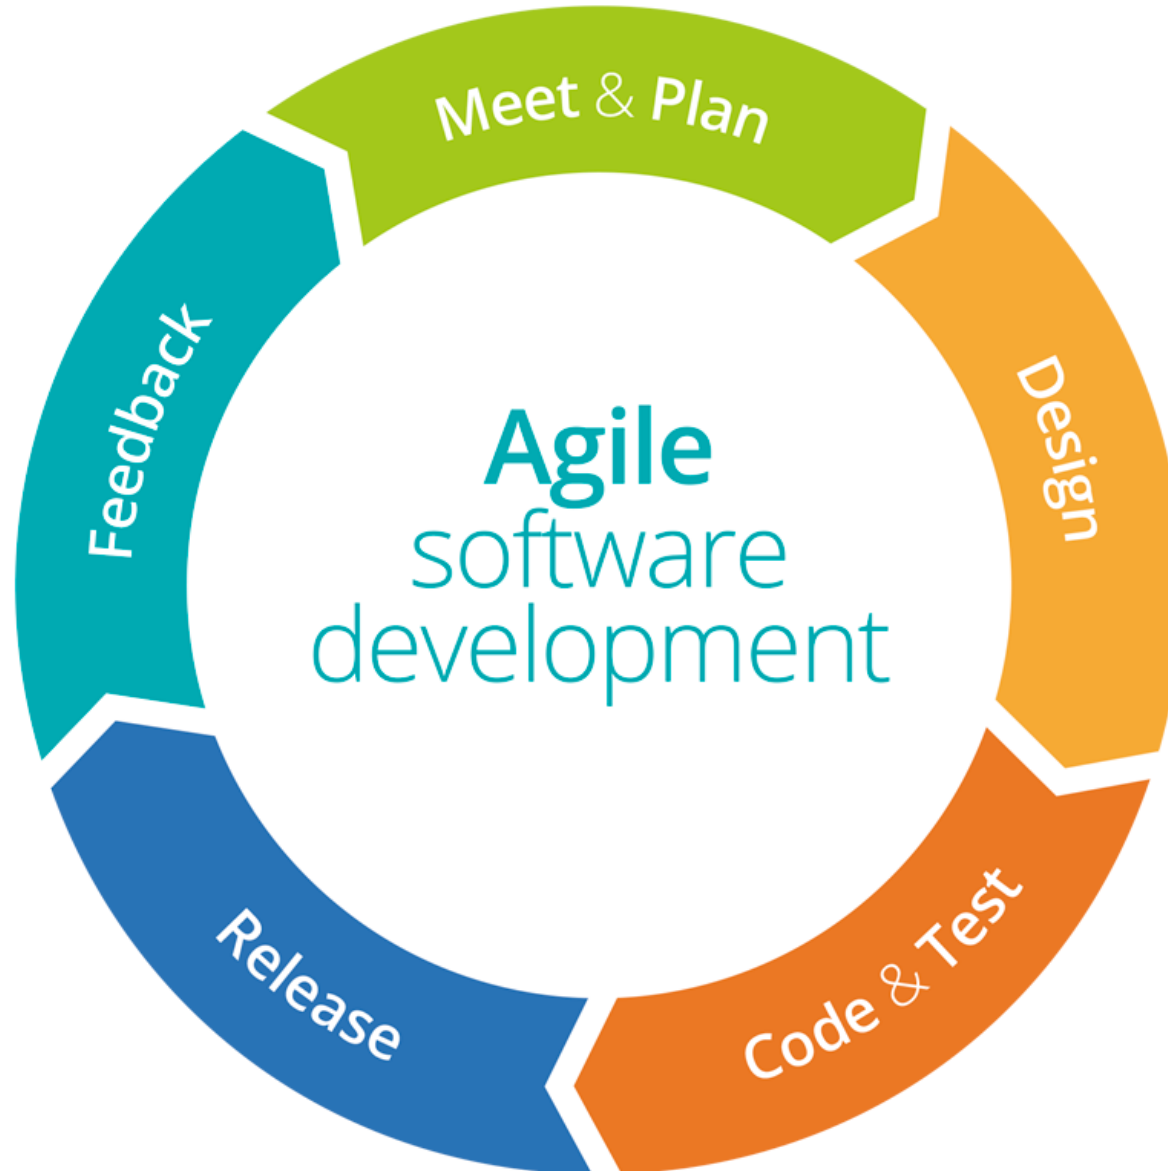 Meet & Plan
Design
Code & Test
Release
Feedback
Agile
software
development